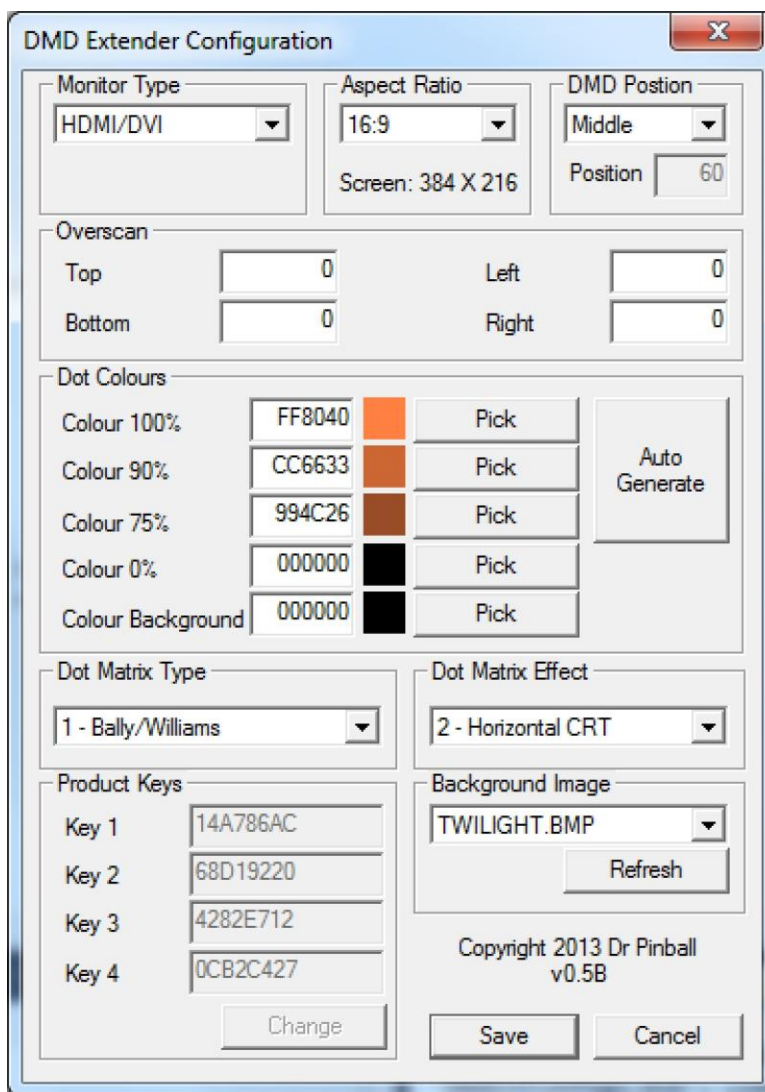 DMD Extender Configuration
Monitor Type
HDMI/DVI
Aspect Ratio
16:9
Screen: 384 X 216
DMD Postion
Middle
Position 60
Overscan
Top 0 Left 0
Bottom 0 Right 0
Dot Colours
Colour 100% FF8040 Pick
Colour 90% CC6633 Pick
Colour 75% 994C26 Pick
Colour 0% 000000 Pick
Colour Background 000000 Pick
Auto
Generate
Dot Matrix Type
1 - Bally/Williams
Dot Matrix Effect
2 - Horizontal CRT
Product Keys
Key 1 14A786AC
Key 2 68D19220
Key 3 4282E712
Key 4 0CB2C427
Change
Background Image
TWILIGHT.BMP
Refresh
Copyright 2013 Dr Pinball
v0.5B
Save Cancel